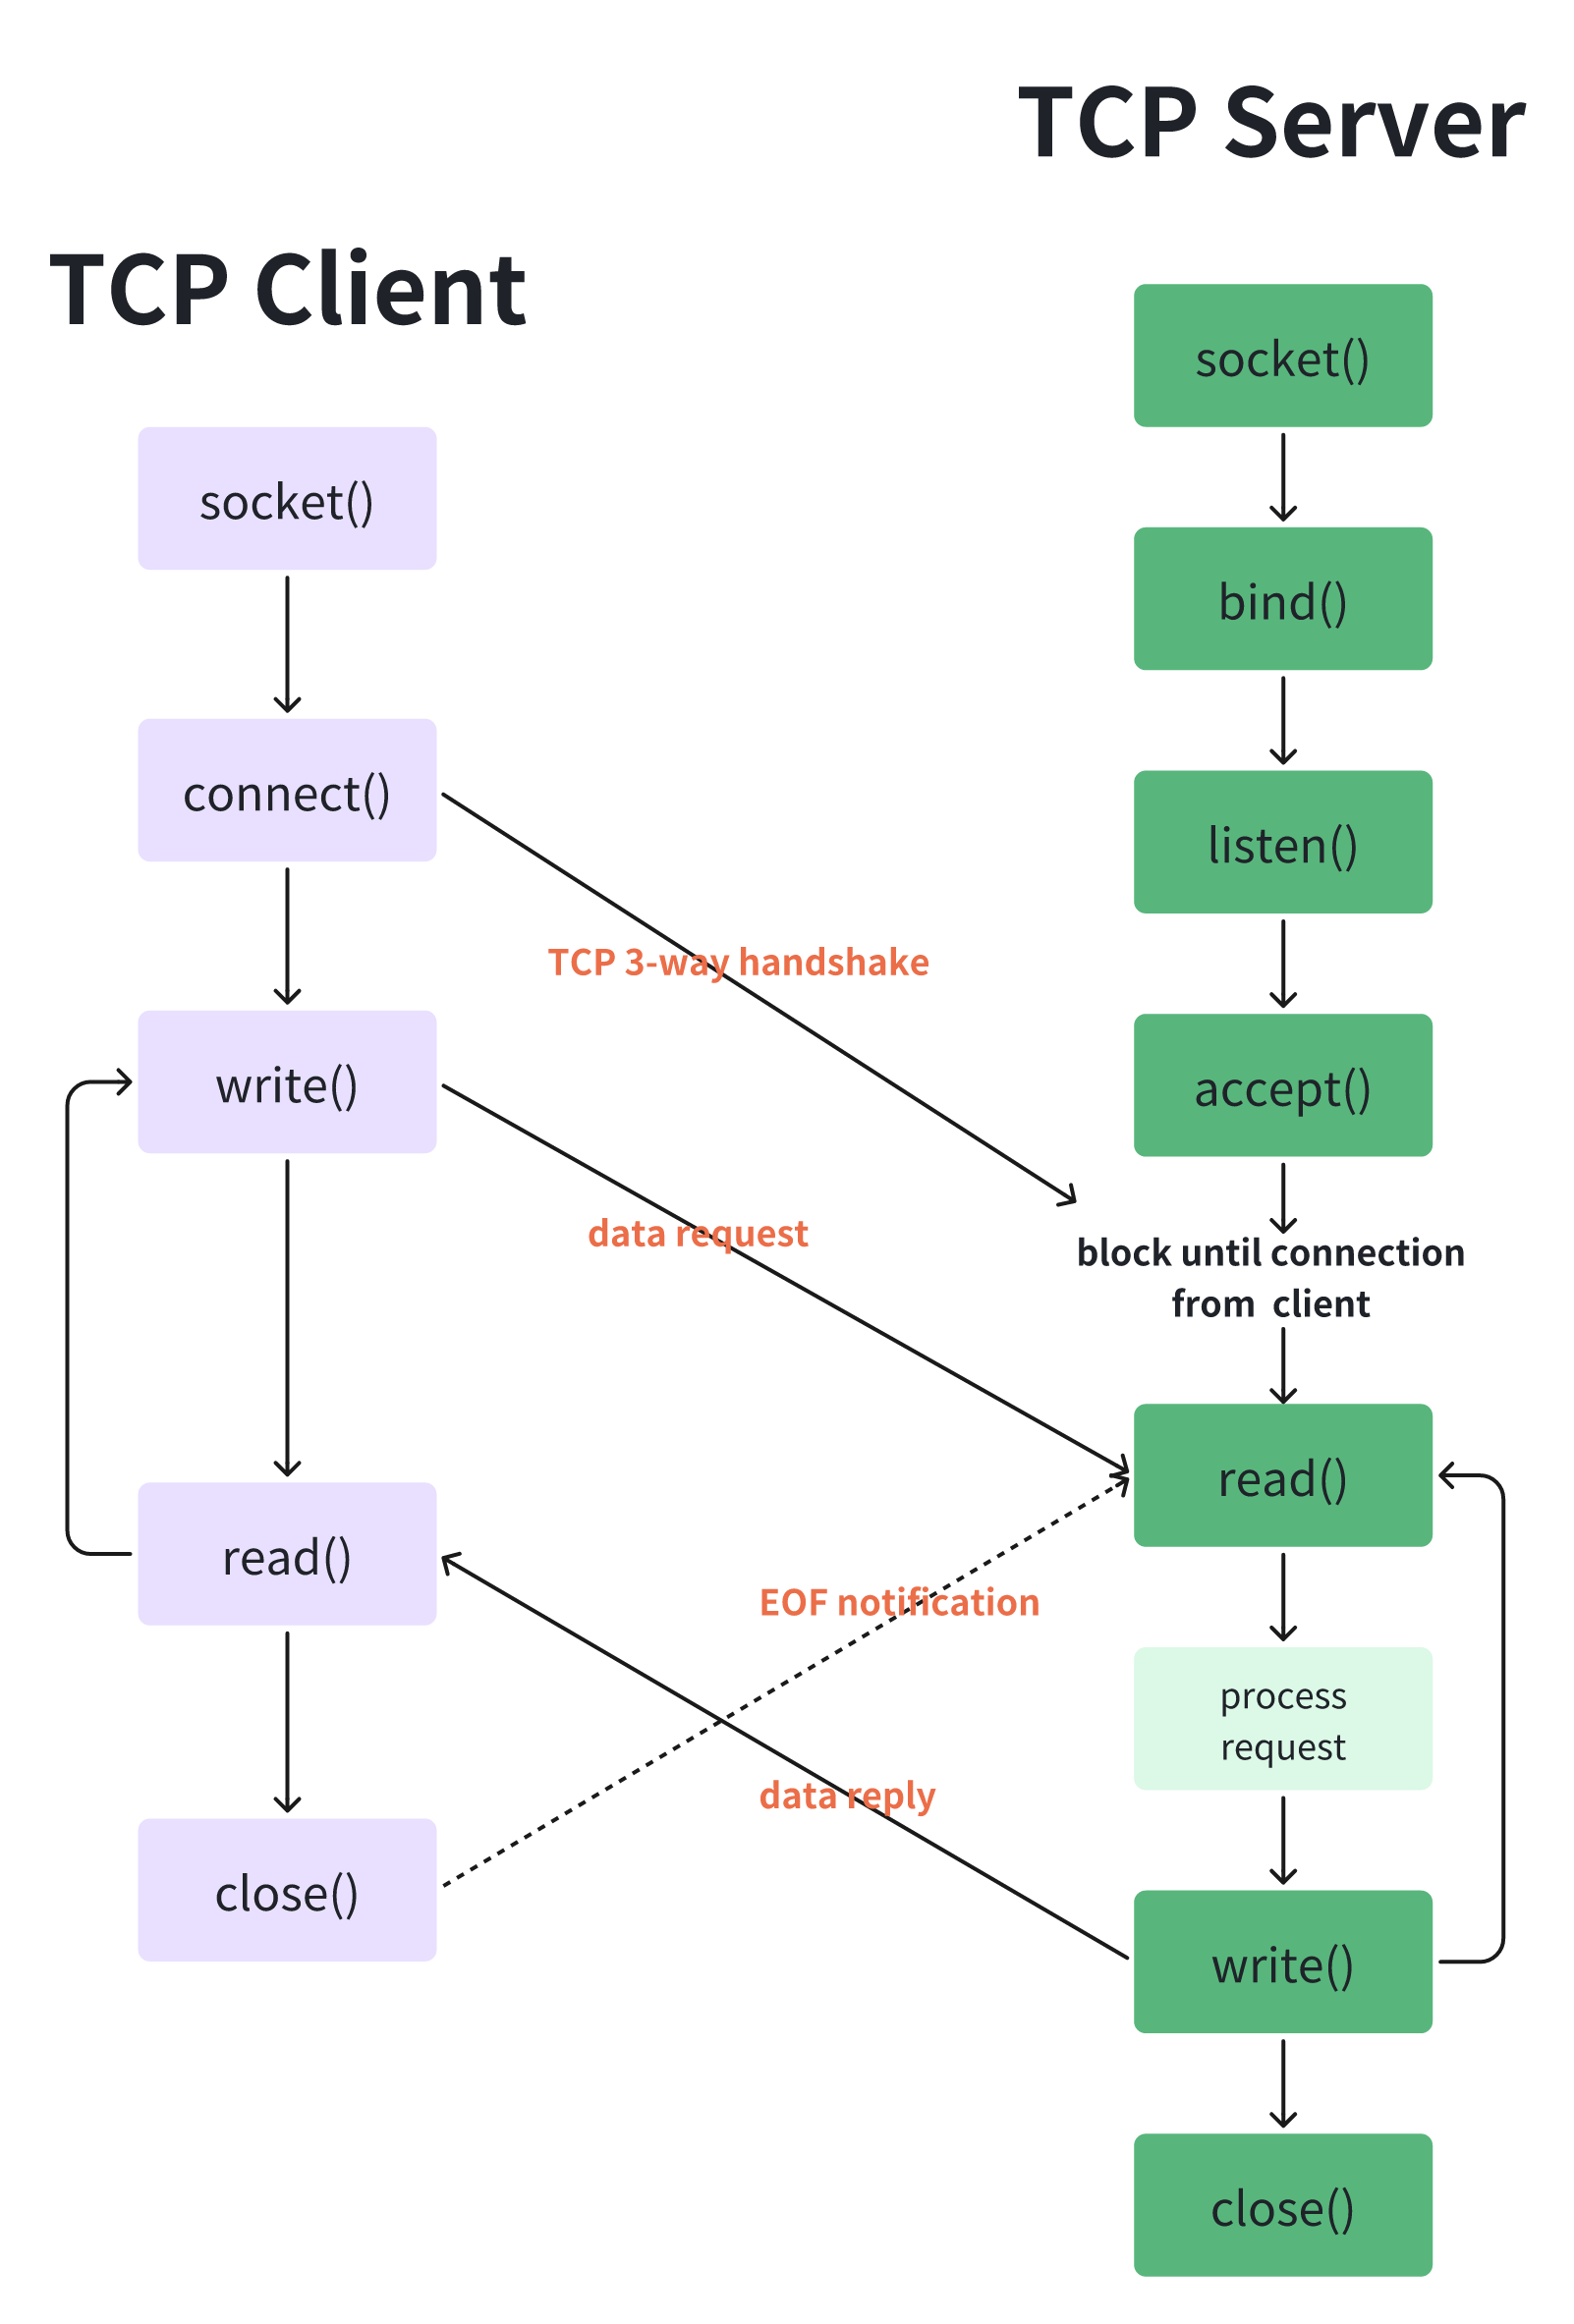 TCP Server
TCP Client
socket()
socket()
bind()
connect()
listen()
TCP 3-way handshake
write()
accept()
data request
block until connection
from  client
read()
read()
EOF notification
process
request
data reply
close()
write()
close()